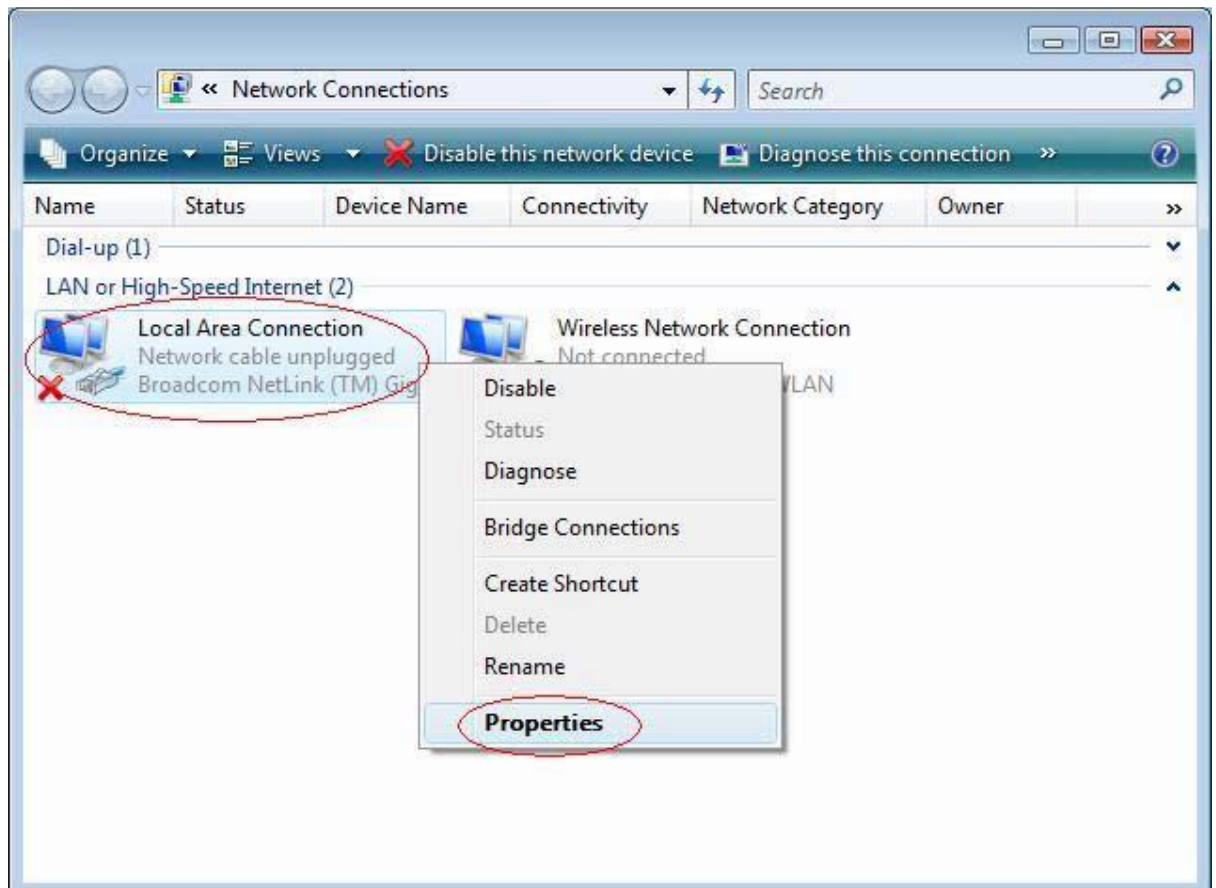 « Network Connections
Search
Organize Views Disable this network device Diagnose this connection »
Name Status Device Name Connectivity Network Category Owner »
Dial-up (1)
LAN or High-Speed Internet (2)
Local Area Connection
Network cable unplugged
Broadcom NetLink (TM) Gig
Wireless Network Connection
Not connected
WLAN
Disable
Status
Diagnose
Bridge Connections
Create Shortcut
Delete
Rename
Properties